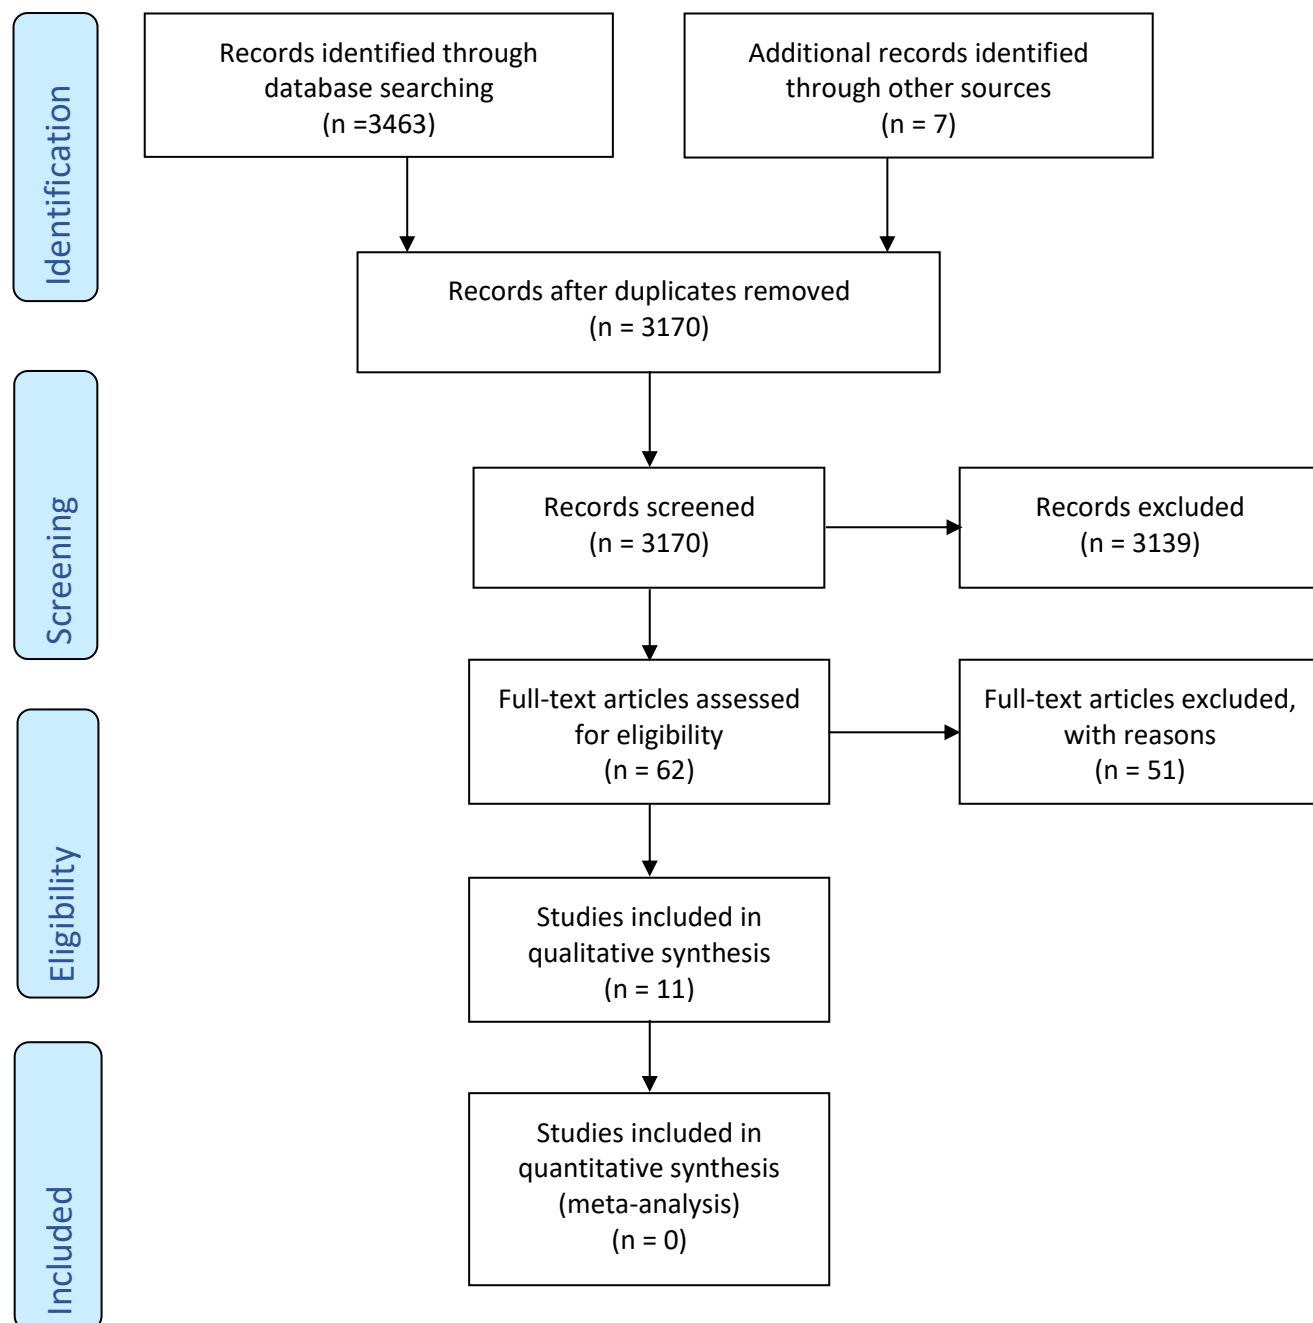 Identification
Records identified through
database searching
(n =3463)
Additional records identified
through other sources
(n = 7)
Records after duplicates removed
(n = 3170)
Screening
Records screened
(n = 3170)
Records excluded
(n = 3139)
Eligibility
Full-text articles assessed
for eligibility
(n = 62)
Full-text articles excluded,
with reasons
(n = 51)
Studies included in
qualitative synthesis
(n = 11)
Included
Studies included in
quantitative synthesis
(meta-analysis)
(n = 0)